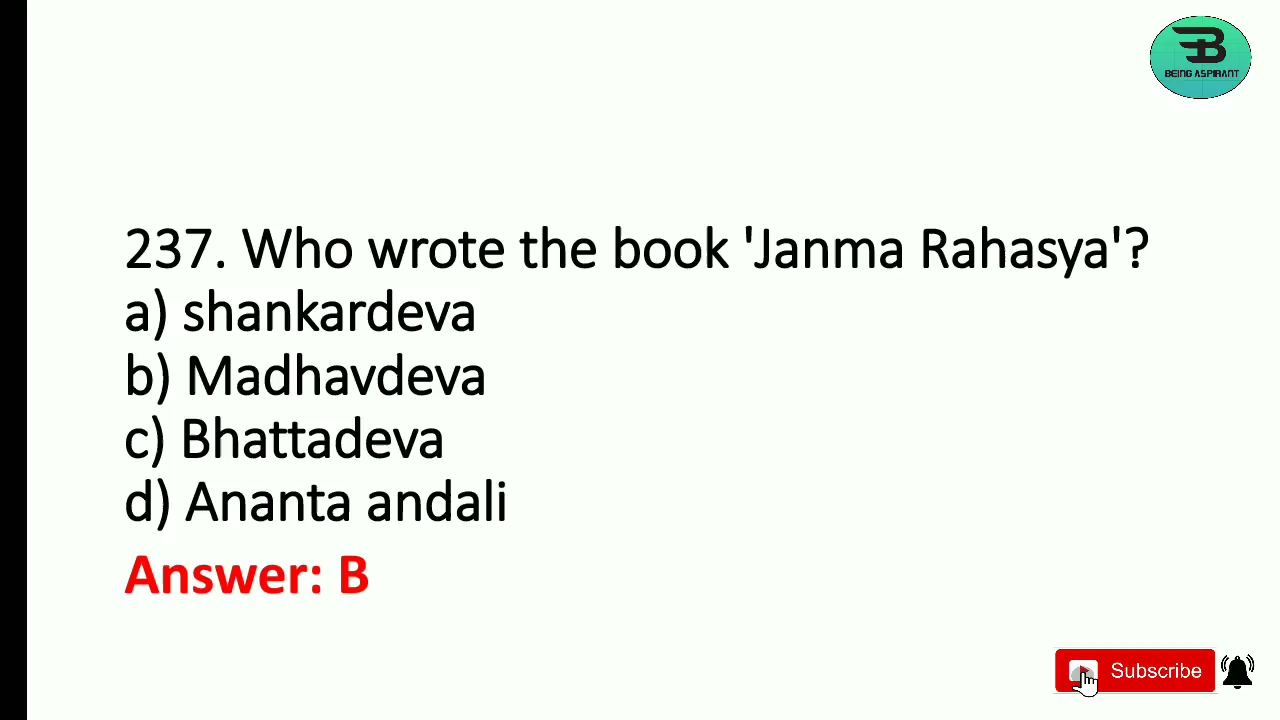 BEING ASPIRANT
237. Who wrote the book 'Janma Rahasya'?
a) shankardeva
b) Madhavdeva
c) Bhattadeva
d) Ananta andali
Answer: B
Subscribe